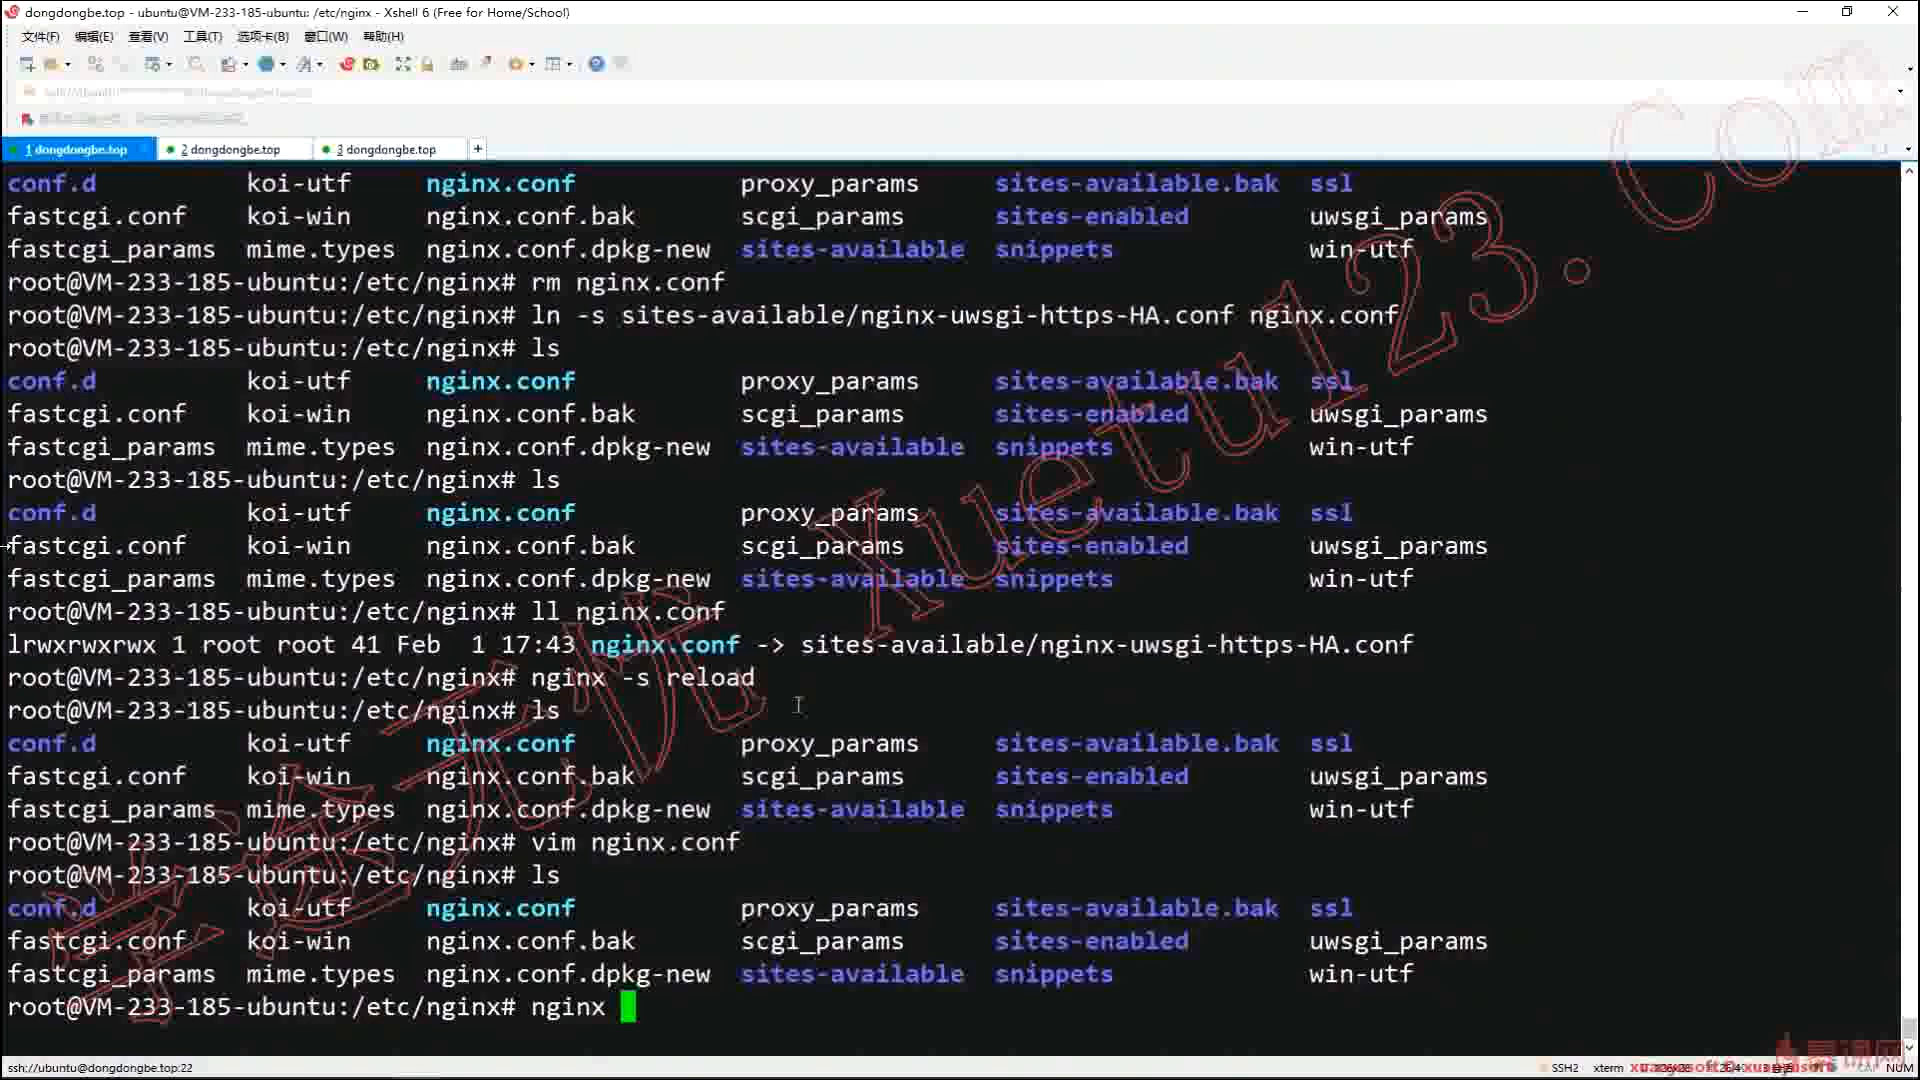 dongdongbe.top - ubuntu@VM-233-185-ubuntu: /etc/nginx - Xshell 6 (Free for Home/School)
文件(F) 编辑(E) 查看(V) 工具(T) 选项卡(B) 窗口(W) 帮助(H)
1 dongdongbe.top 2 dongdongbe.top 3 dongdongbe.top +
conf.d koi-utf nginx.conf proxy_params sites-available.bak ssl
fastcgi.conf koi-win nginx.conf.bak scgi_params sites-enabled uwsgi_params
fastcgi_params mime.types nginx.conf.dpkg-new sites-available snippets win-utf
root@VM-233-185-ubuntu:/etc/nginx# rm nginx.conf
root@VM-233-185-ubuntu:/etc/nginx# ln -s sites-available/nginx-uwsgi-https-HA.conf nginx.conf
root@VM-233-185-ubuntu:/etc/nginx# ls
conf.d koi-utf nginx.conf proxy_params sites-available.bak ssl
fastcgi.conf koi-win nginx.conf.bak scgi_params sites-enabled uwsgi_params
fastcgi_params mime.types nginx.conf.dpkg-new sites-available snippets win-utf
root@VM-233-185-ubuntu:/etc/nginx# ls
conf.d koi-utf nginx.conf proxy_params sites-available.bak ssl
fastcgi.conf koi-win nginx.conf.bak scgi_params sites-enabled uwsgi_params
fastcgi_params mime.types nginx.conf.dpkg-new sites-available snippets win-utf
root@VM-233-185-ubuntu:/etc/nginx# ll nginx.conf
lrwxrwxrwx 1 root root 41 Feb  1 17:43 nginx.conf -> sites-available/nginx-uwsgi-https-HA.conf
root@VM-233-185-ubuntu:/etc/nginx# nginx -s reload
root@VM-233-185-ubuntu:/etc/nginx# ls
conf.d koi-utf nginx.conf proxy_params sites-available.bak ssl
fastcgi.conf koi-win nginx.conf.bak scgi_params sites-enabled uwsgi_params
fastcgi_params mime.types nginx.conf.dpkg-new sites-available snippets win-utf
root@VM-233-185-ubuntu:/etc/nginx# vim nginx.conf
root@VM-233-185-ubuntu:/etc/nginx# ls
conf.d koi-utf nginx.conf proxy_params sites-available.bak ssl
fastcgi.conf koi-win nginx.conf.bak scgi_params sites-enabled uwsgi_params
fastcgi_params mime.types nginx.conf.dpkg-new sites-available snippets win-utf
root@VM-233-185-ubuntu:/etc/nginx# nginx
学途无忧 Xuetu123.Com
ssh://ubuntu@dongdongbe.top:22 SSH2 xterm CAP NUM